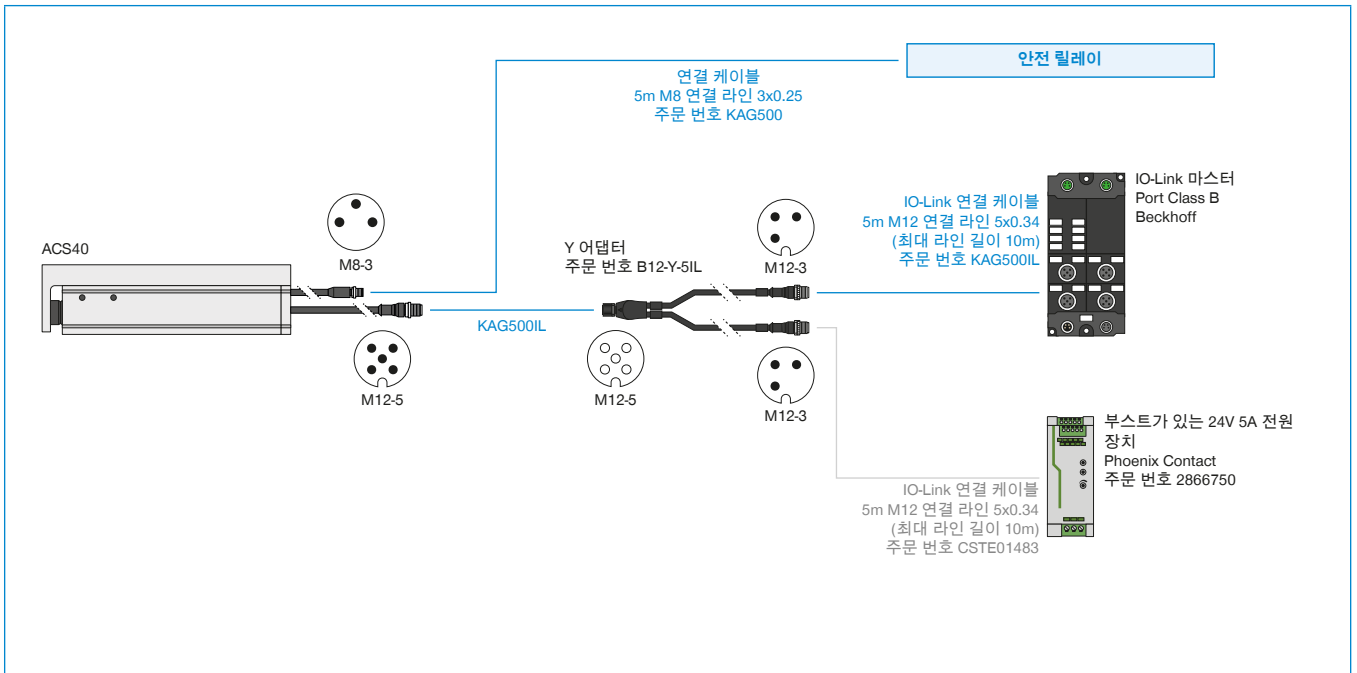 안전 릴레이
연결 케이블
5m M8 연결 라인 3x0.25
주문 번호 KAG500
IO-Link 마스터
Port Class B
Beckhoff
IO-Link 연결 케이블
5m M12 연결 라인 5x0.34
(최대 라인 길이 10m)
주문 번호 KAG500IL
ACS40
M8-3
Y 어댑터
주문 번호 B12-Y-5IL
M12-3
KAG500IL
M12-5
M12-5
M12-3
부스트가 있는 24V 5A 전원
장치
Phoenix Contact
주문 번호 2866750
IO-Link 연결 케이블
5m M12 연결 라인 5x0.34
(최대 라인 길이 10m)
주문 번호 CSTE01483